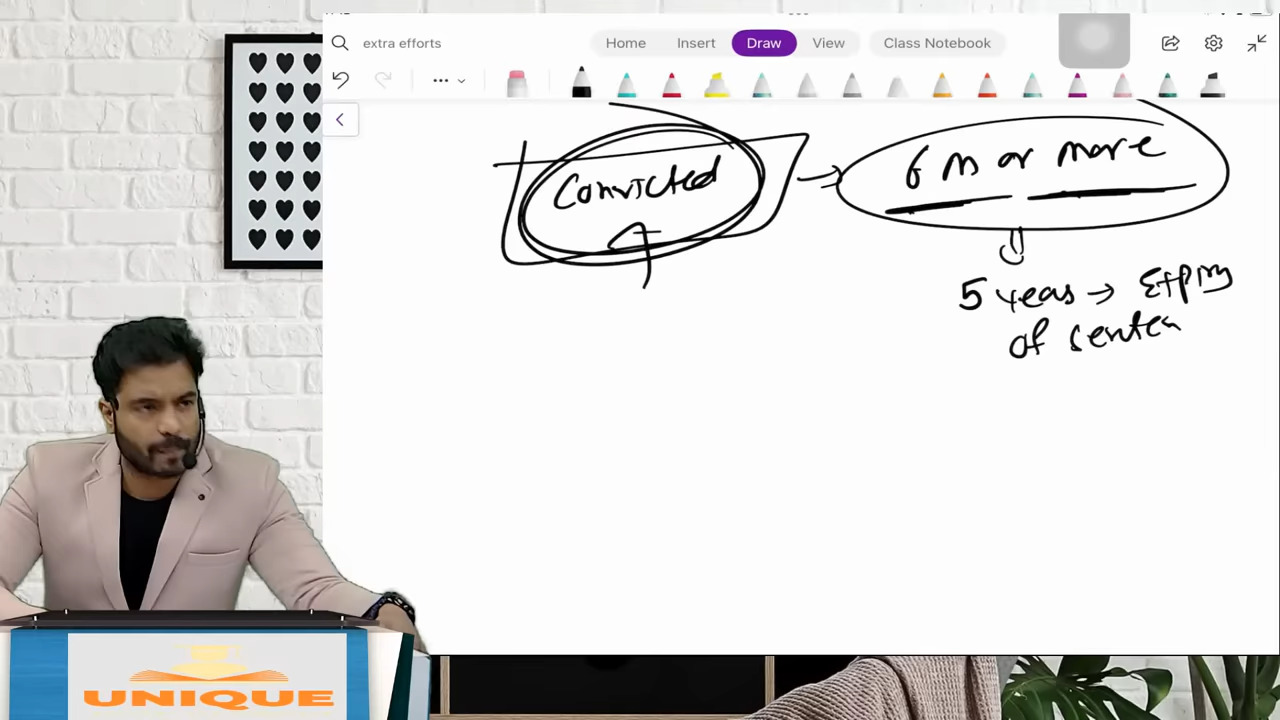 extra efforts
Home Insert Draw View Class Notebook
Convicted
6 m or more
5 years → Expiry
of senten
UNIQUE